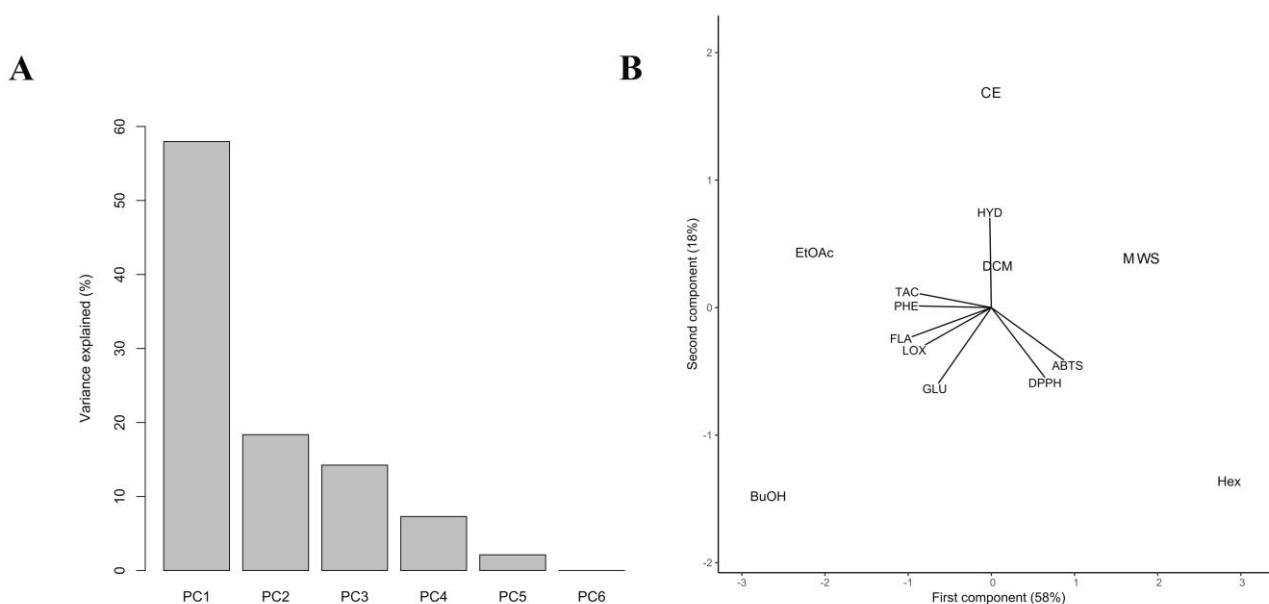 A
Variance explained (%)
60
50
40
30
20
10
0
PC1 PC2 PC3 PC4 PC5 PC6
B
Second component (18%)
2
1
0
-1
-2
CE
HYD
EtOAc
DCM
MWS
TAC
PHE
FLA
LOX
GLU
ABTS
DPPH
BuOH
Hex
-3 -2 -1 0 1 2 3
First component (58%)